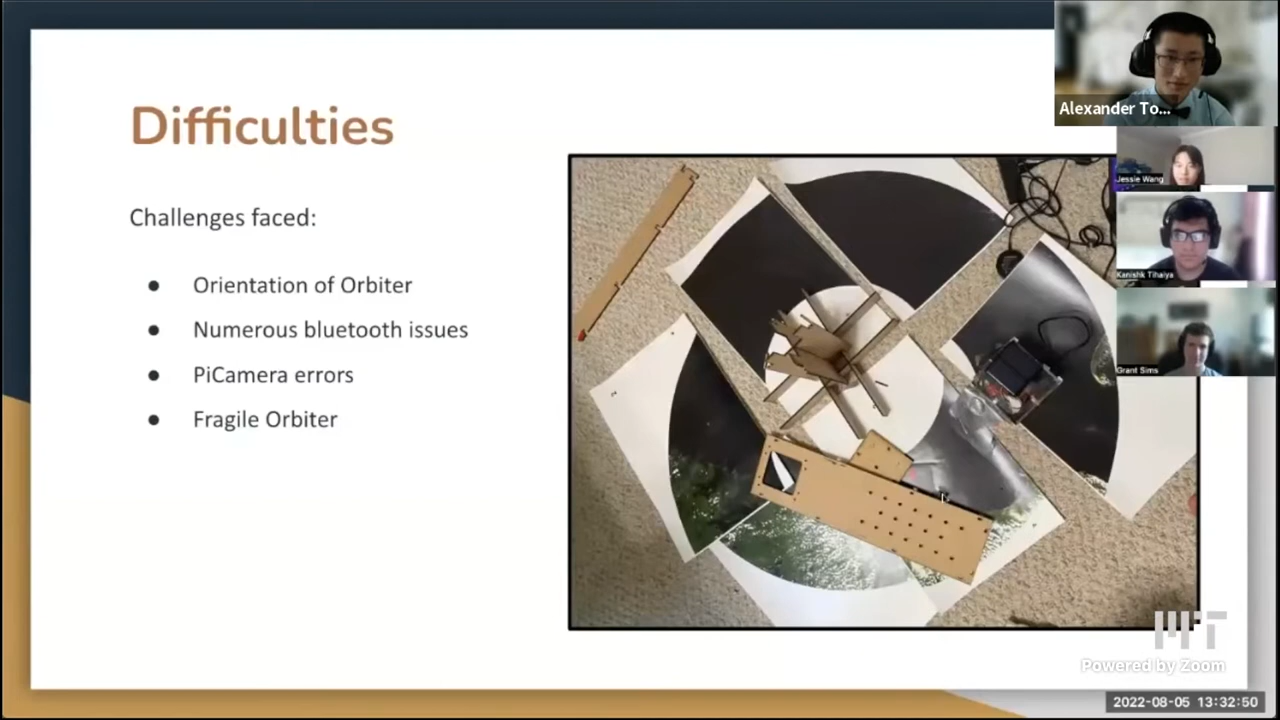 Difficulties
Challenges faced:
● Orientation of Orbiter
● Numerous bluetooth issues
● PiCamera errors
● Fragile Orbiter
Alexander To...
Jessie Wang
Kanishk Tihaiya
Grant Sims
MIT
Powered by Zoom
2022-08-05 13:32:50